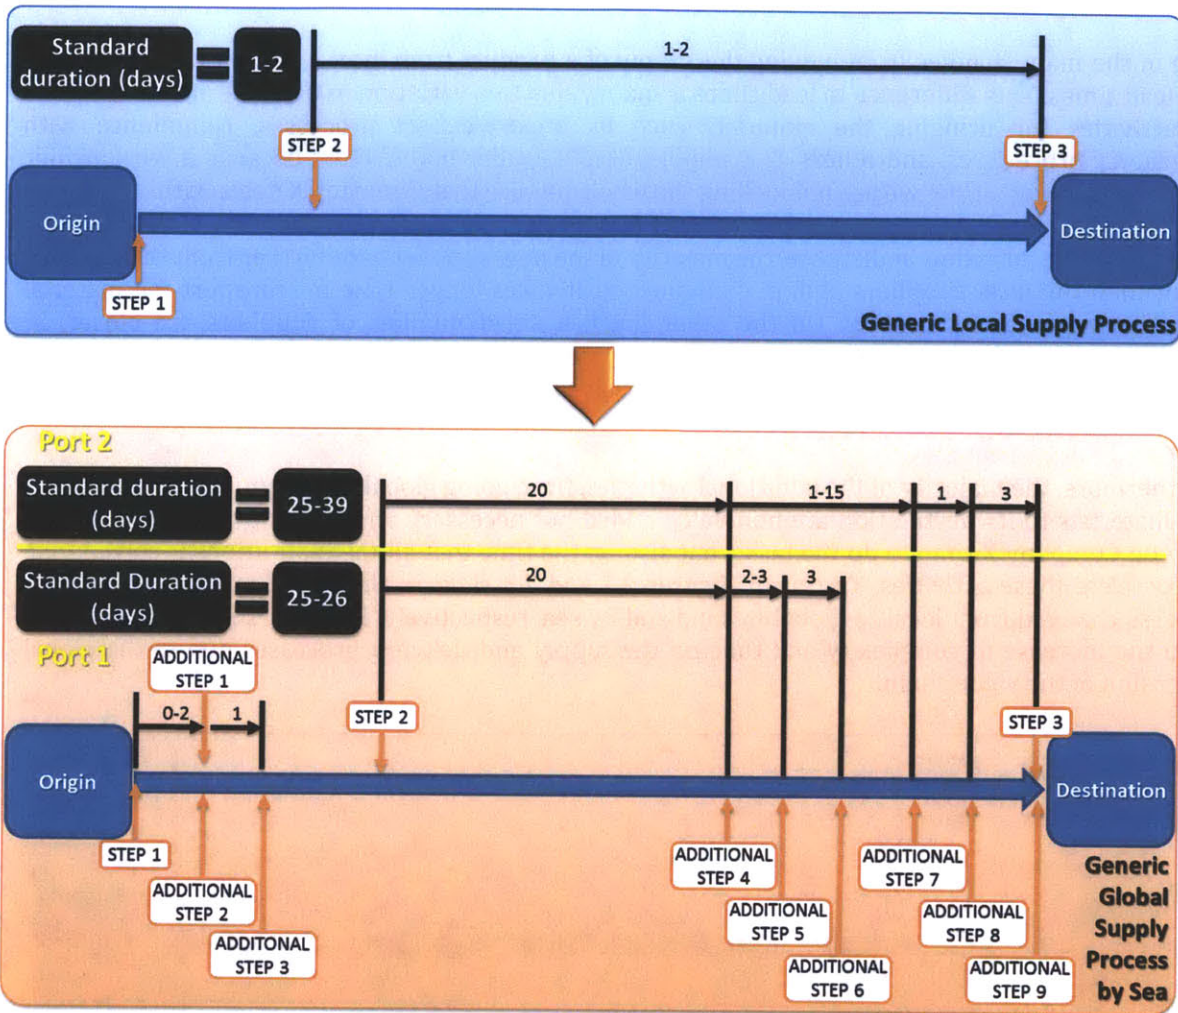 Standard
duration (days)
=
1-2
1-2
STEP 2
STEP 3
Origin
Destination
STEP 1
Generic Local Supply Process
Port 2
Standard duration
(days)
=
25-39
20
1-15
1
3
Standard Duration
(days)
=
25-26
20
2-3
3
Port 1
ADDITIONAL
STEP 1
0-2
1
STEP 2
STEP 3
Origin
Destination
STEP 1
ADDITIONAL
STEP 2
ADDITONAL
STEP 3
ADDITIONAL
STEP 4
ADDITIONAL
STEP 5
ADDITIONAL
STEP 6
ADDITIONAL
STEP 7
ADDITIONAL
STEP 8
ADDITIONAL
STEP 9
Generic
Global
Supply
Process
by Sea